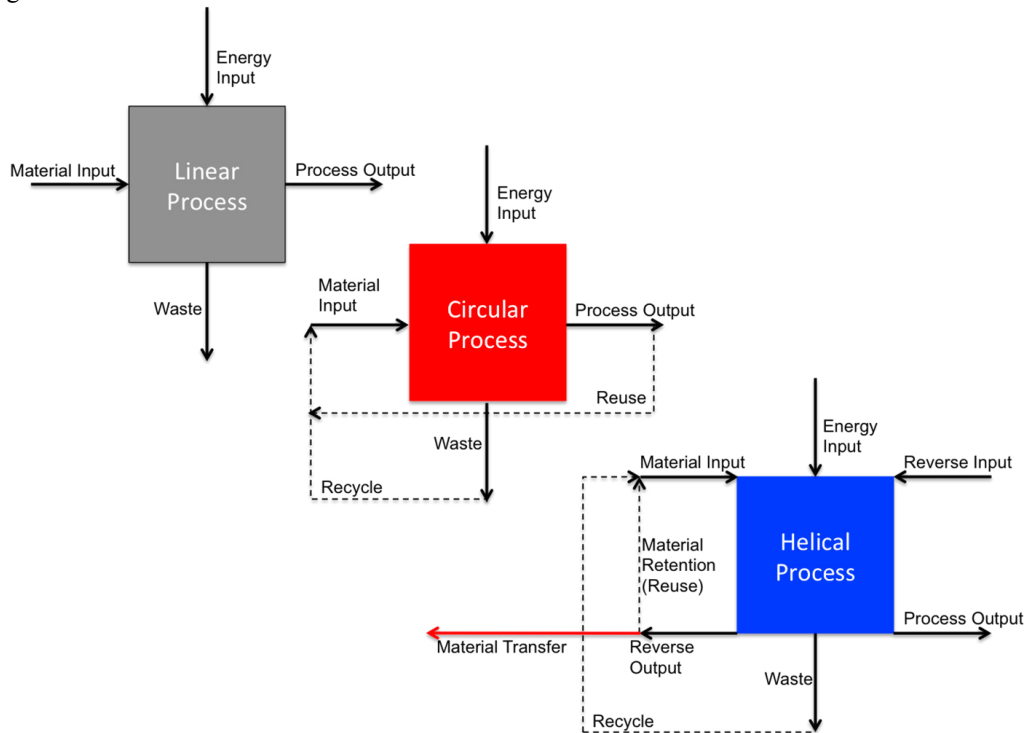 Energy
Input
Material Input
Linear
Process
Process Output
Waste
Energy
Input
Material
Input
Circular
Process
Process Output
Reuse
Waste
Recycle
Energy
Input
Material Input
Reverse Input
Material
Retention
(Reuse)
Helical
Process
Process Output
Material Transfer
Reverse
Output
Waste
Recycle